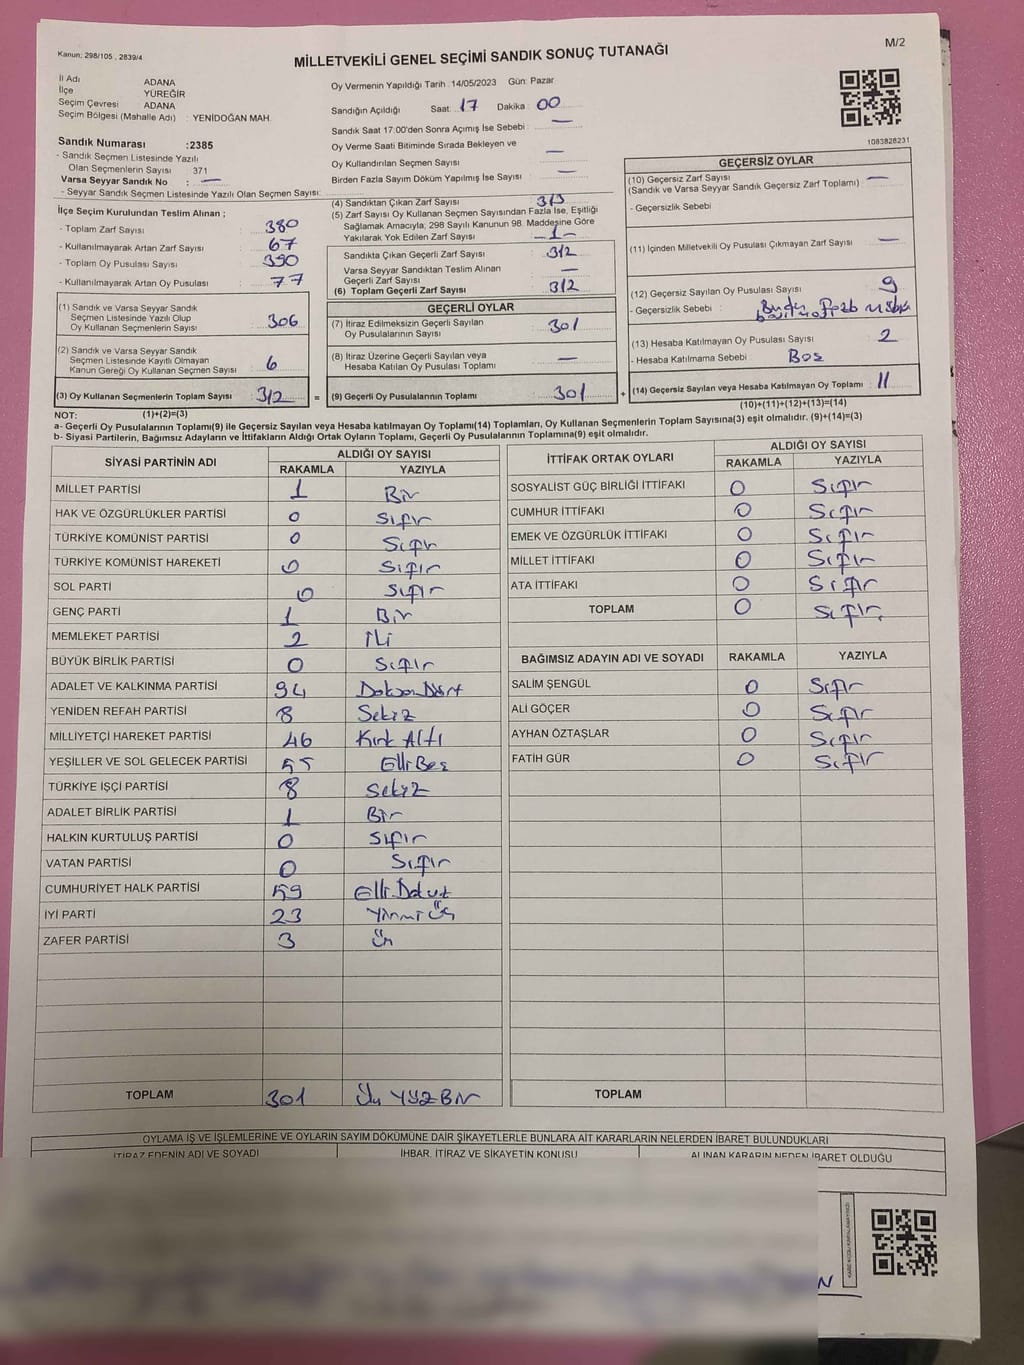 Kanun: 298/105 , 2839/4
M/2
MİLLETVEKİLİ GENEL SEÇİMİ SANDIK SONUÇ TUTANAĞI
İl Adı ADANA
İlçe YÜREĞİR
Seçim Çevresi ADANA
Seçim Bölgesi (Mahalle Adı) : YENİDOĞAN MAH.
Sandık Numarası :2385
- Sandık Seçmen Listesinde Yazılı
Olan Seçmenlerin Sayısı 371
Varsa Seyyar Sandık No : —
- Seyyar Sandık Seçmen Listesinde Yazılı Olan Seçmen Sayısı:
İlçe Seçim Kurulundan Teslim Alınan ;
- Toplam Zarf Sayısı : 380
- Kullanılmayarak Artan Zarf Sayısı : 67
- Toplam Oy Pusulası Sayısı : 390
- Kullanılmayarak Artan Oy Pusulası : 77
(1) Sandık ve Varsa Seyyar Sandık
Seçmen Listesinde Yazılı Olup
Oy Kullanan Seçmenlerin Sayısı : 306
(2) Sandık ve Varsa Seyyar Sandık
Seçmen Listesinde Kayıtlı Olmayan
Kanun Gereği Oy Kullanan Seçmen Sayısı : 6
(3) Oy Kullanan Seçmenlerin Toplam Sayısı : 312 =
Oy Vermenin Yapıldığı Tarih :14/05/2023 Gün: Pazar
Sandığın Açıldığı Saat: 17 Dakika : 00
Sandık Saat 17:00'den Sonra Açımış İse Sebebi : —
Oy Verme Saati Bitiminde Sırada Bekleyen ve
Oy Kullandırılan Seçmen Sayısı : —
Birden Fazla Sayım Döküm Yapılmış İse Sayısı : —
(4) Sandıktan Çıkan Zarf Sayısı : 313
(5) Zarf Sayısı Oy Kullanan Seçmen Sayısından Fazla İse, Eşitliği
Sağlamak Amacıyla, 298 Sayılı Kanunun 98. Maddesine Göre
Yakılarak Yok Edilen Zarf Sayısı : -1-
Sandıkta Çıkan Geçerli Zarf Sayısı : 312
Varsa Seyyar Sandıktan Teslim Alınan
Geçerli Zarf Sayısı : —
(6) Toplam Geçerli Zarf Sayısı : 312
GEÇERLİ OYLAR
(7) İtiraz Edilmeksizin Geçerli Sayılan
Oy Pusulalarının Sayısı : 301
(8) İtiraz Üzerine Geçerli Sayılan veya
Hesaba Katılan Oy Pusulası Toplamı : —
(9) Geçerli Oy Pusulalarının Toplamı : 301 +
1083828231
GEÇERSİZ OYLAR
(10) Geçersiz Zarf Sayısı : —
(Sandık ve Varsa Seyyar Sandık Geçersiz Zarf Toplamı)
- Geçersizlik Sebebi
(11) İçinden Milletvekili Oy Pusulası Çıkmayan Zarf Sayısı : —
(12) Geçersiz Sayılan Oy Pusulası Sayısı : 9
- Geçersizlik Sebebi :
(13) Hesaba Katılmayan Oy Pusulası Sayısı : 2
- Hesaba Katılmama Sebebi : Boş
(14) Geçersiz Sayılan veya Hesaba Katılmayan Oy Toplamı : 11
NOT: (1)+(2)=(3)
(10)+(11)+(12)+(13)=(14)
a- Geçerli Oy Pusulalarının Toplamı(9) ile Geçersiz Sayılan veya Hesaba katılmayan Oy Toplamı(14) Toplamları, Oy Kullanan Seçmenlerin Toplam Sayısına(3) eşit olmalıdır. (9)+(14)=(3)
b- Siyasi Partilerin, Bağımsız Adayların ve İttifakların Aldığı Ortak Oyların Toplamı, Geçerli Oy Pusulalarının Toplamına(9) eşit olmalıdır.
SİYASİ PARTİNİN ADI ALDIĞI OY SAYISI
RAKAMLA YAZIYLA
MİLLET PARTİSİ 1 Bir
HAK VE ÖZGÜRLÜKLER PARTİSİ 0 Sıfır
TÜRKİYE KOMÜNİST PARTİSİ 0 Sıfır
TÜRKİYE KOMÜNİST HAREKETİ 0 Sıfır
SOL PARTİ 0 Sıfır
GENÇ PARTİ 1 Bir
MEMLEKET PARTİSİ 2 İki
BÜYÜK BİRLİK PARTİSİ 0 Sıfır
ADALET VE KALKINMA PARTİSİ 94 Doksan Dört
YENİDEN REFAH PARTİSİ 8 Sekiz
MİLLİYETÇİ HAREKET PARTİSİ 46 Kırk Altı
YEŞİLLER VE SOL GELECEK PARTİSİ 55 Elli Beş
TÜRKİYE İŞÇİ PARTİSİ 8 Sekiz
ADALET BİRLİK PARTİSİ 1 Bir
HALKIN KURTULUŞ PARTİSİ 0 Sıfır
VATAN PARTİSİ 0 Sıfır
CUMHURİYET HALK PARTİSİ 59 Elli Dokuz
İYİ PARTİ 23 Yirmi Üç
ZAFER PARTİSİ 3 Üç
TOPLAM 301 Üç YÜZ BİR
İTTİFAK ORTAK OYLARI ALDIĞI OY SAYISI
RAKAMLA YAZIYLA
SOSYALİST GÜÇ BİRLİĞİ İTTİFAKI 0 Sıfır
CUMHUR İTTİFAKI 0 Sıfır
EMEK VE ÖZGÜRLÜK İTTİFAKI 0 Sıfır
MİLLET İTTİFAKI 0 Sıfır
ATA İTTİFAKI 0 Sıfır
TOPLAM 0 Sıfır
BAĞIMSIZ ADAYIN ADI VE SOYADI RAKAMLA YAZIYLA
SALİM ŞENGÜL 0 Sıfır
ALİ GÖÇER 0 Sıfır
AYHAN ÖZTAŞLAR 0 Sıfır
FATİH GÜR 0 Sıfır
TOPLAM
OYLAMA İŞ VE İŞLEMLERİNE VE OYLARIN SAYIM DÖKÜMÜNE DAİR ŞİKAYETLERLE BUNLARA AİT KARARLARIN NELERDEN İBARET BULUNDUKLARI
İTİRAZ EDENİN ADI VE SOYADI İHBAR, İTİRAZ VE ŞİKAYETİN KONUSU ALINAN KARARIN NEDEN İBARET OLDUĞU